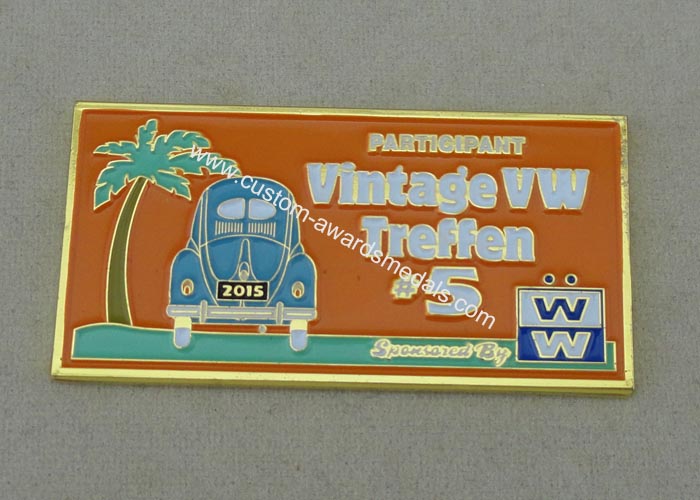 PARTICIPANT
Vintage VW
Treffen
#5
2015
Sponsored By
W
W
www.custom-awardsmedals.com